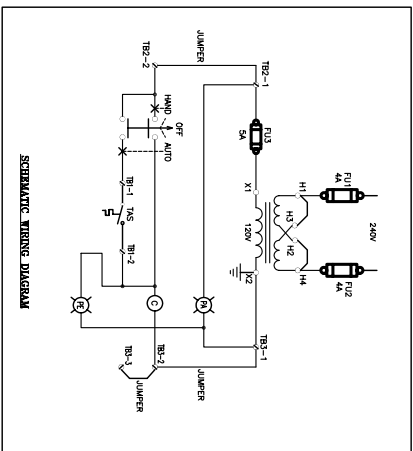 240V
FU1
4A
FU2
4A
H1
H3
H2
H4
FU3
5A
X1
120V
X2
TB2-1
JUMPER
TB2-2
PA
TB3-1
JUMPER
HAND
OFF
AUTO
TB1-1
TAS
TB1-2
C
TB3-2
TB3-3
JUMPER
PE
SCHEMATIC WIRING DIAGRAM